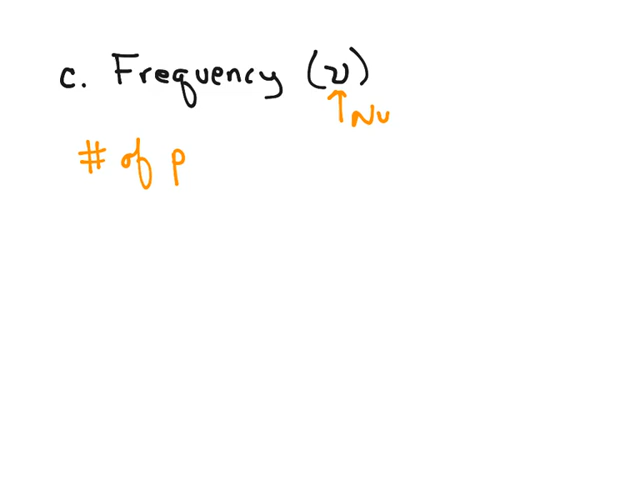 c. Frequency (ν)
↑ Nu
# of p